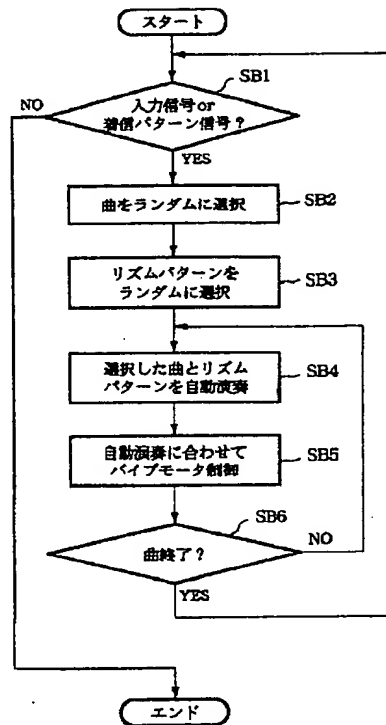 スタート
SB1
NO
入力信号or
着信パターン信号?
YES
曲をランダムに選択
SB2
リズムパターンを
ランダムに選択
SB3
選択した曲とリズム
パターンを自動演奏
SB4
自動演奏に合わせて
バイブモータ制御
SB5
SB6
曲終了?
NO
YES
エンド